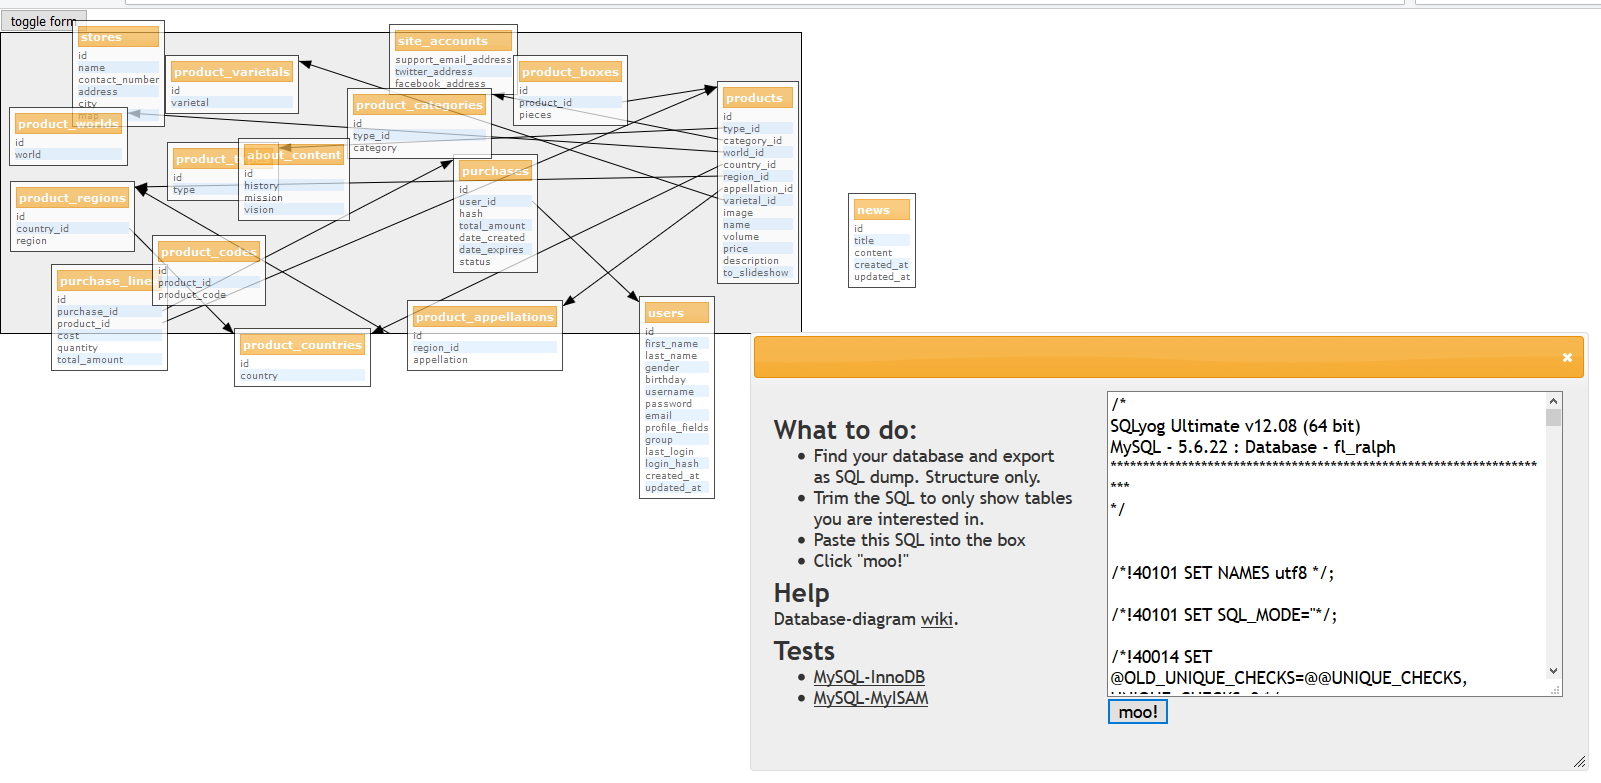 toggle form
stores
id
name
contact_number
address
city
map
product_varietals
id
varietal
site_accounts
support_email_address
twitter_address
facebook_address
product_boxes
id
product_id
pieces
product_categories
id
type_id
category
products
id
type_id
category_id
world_id
country_id
region_id
appellation_id
varietal_id
image
name
volume
price
description
to_slideshow
product_worlds
id
world
product_t
id
type
about_content
id
history
mission
vision
purchases
id
user_id
hash
total_amount
date_created
date_expires
status
product_regions
id
country_id
region
news
id
title
content
created_at
updated_at
product_codes
id
product_id
product_code
purchase_line
id
purchase_id
product_id
cost
quantity
total_amount
product_countries
id
country
product_appellations
id
region_id
appellation
users
id
first_name
last_name
gender
birthday
username
password
email
profile_fields
group
last_login
login_hash
created_at
updated_at
What to do:
Find your database and export
as SQL dump. Structure only.
Trim the SQL to only show tables
you are interested in.
Paste this SQL into the box
Click "moo!"
Help
Database-diagram wiki.
Tests
MySQL-InnoDB
MySQL-MyISAM
/*
SQLyog Ultimate v12.08 (64 bit)
MySQL - 5.6.22 : Database - fl_ralph
*****************************************************************
***
*/
/*!40101 SET NAMES utf8 */;
/*!40101 SET SQL_MODE=''*/;
/*!40014 SET
@OLD_UNIQUE_CHECKS=@@UNIQUE_CHECKS,
moo!